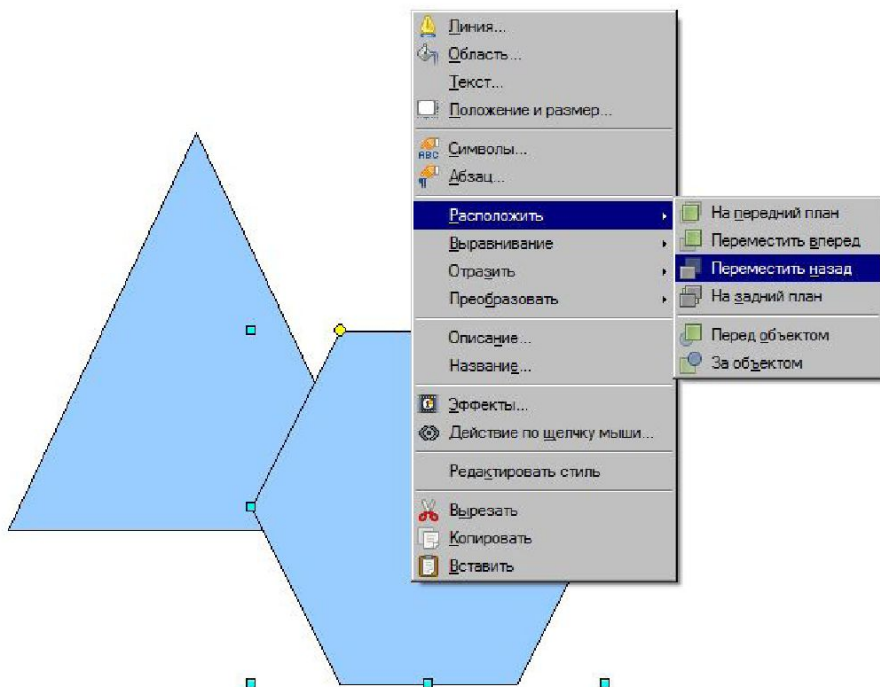 Линия...
Область...
Текст...
Положение и размер...
ABC Символы...
Абзац...
Расположить
Выравнивание
Отразить
Преобразовать
Описание...
Название...
Эффекты...
Действие по щелчку мыши...
Редактировать стиль
Вырезать
Копировать
Вставить
На передний план
Переместить вперед
Переместить назад
На задний план
Перед объектом
За объектом